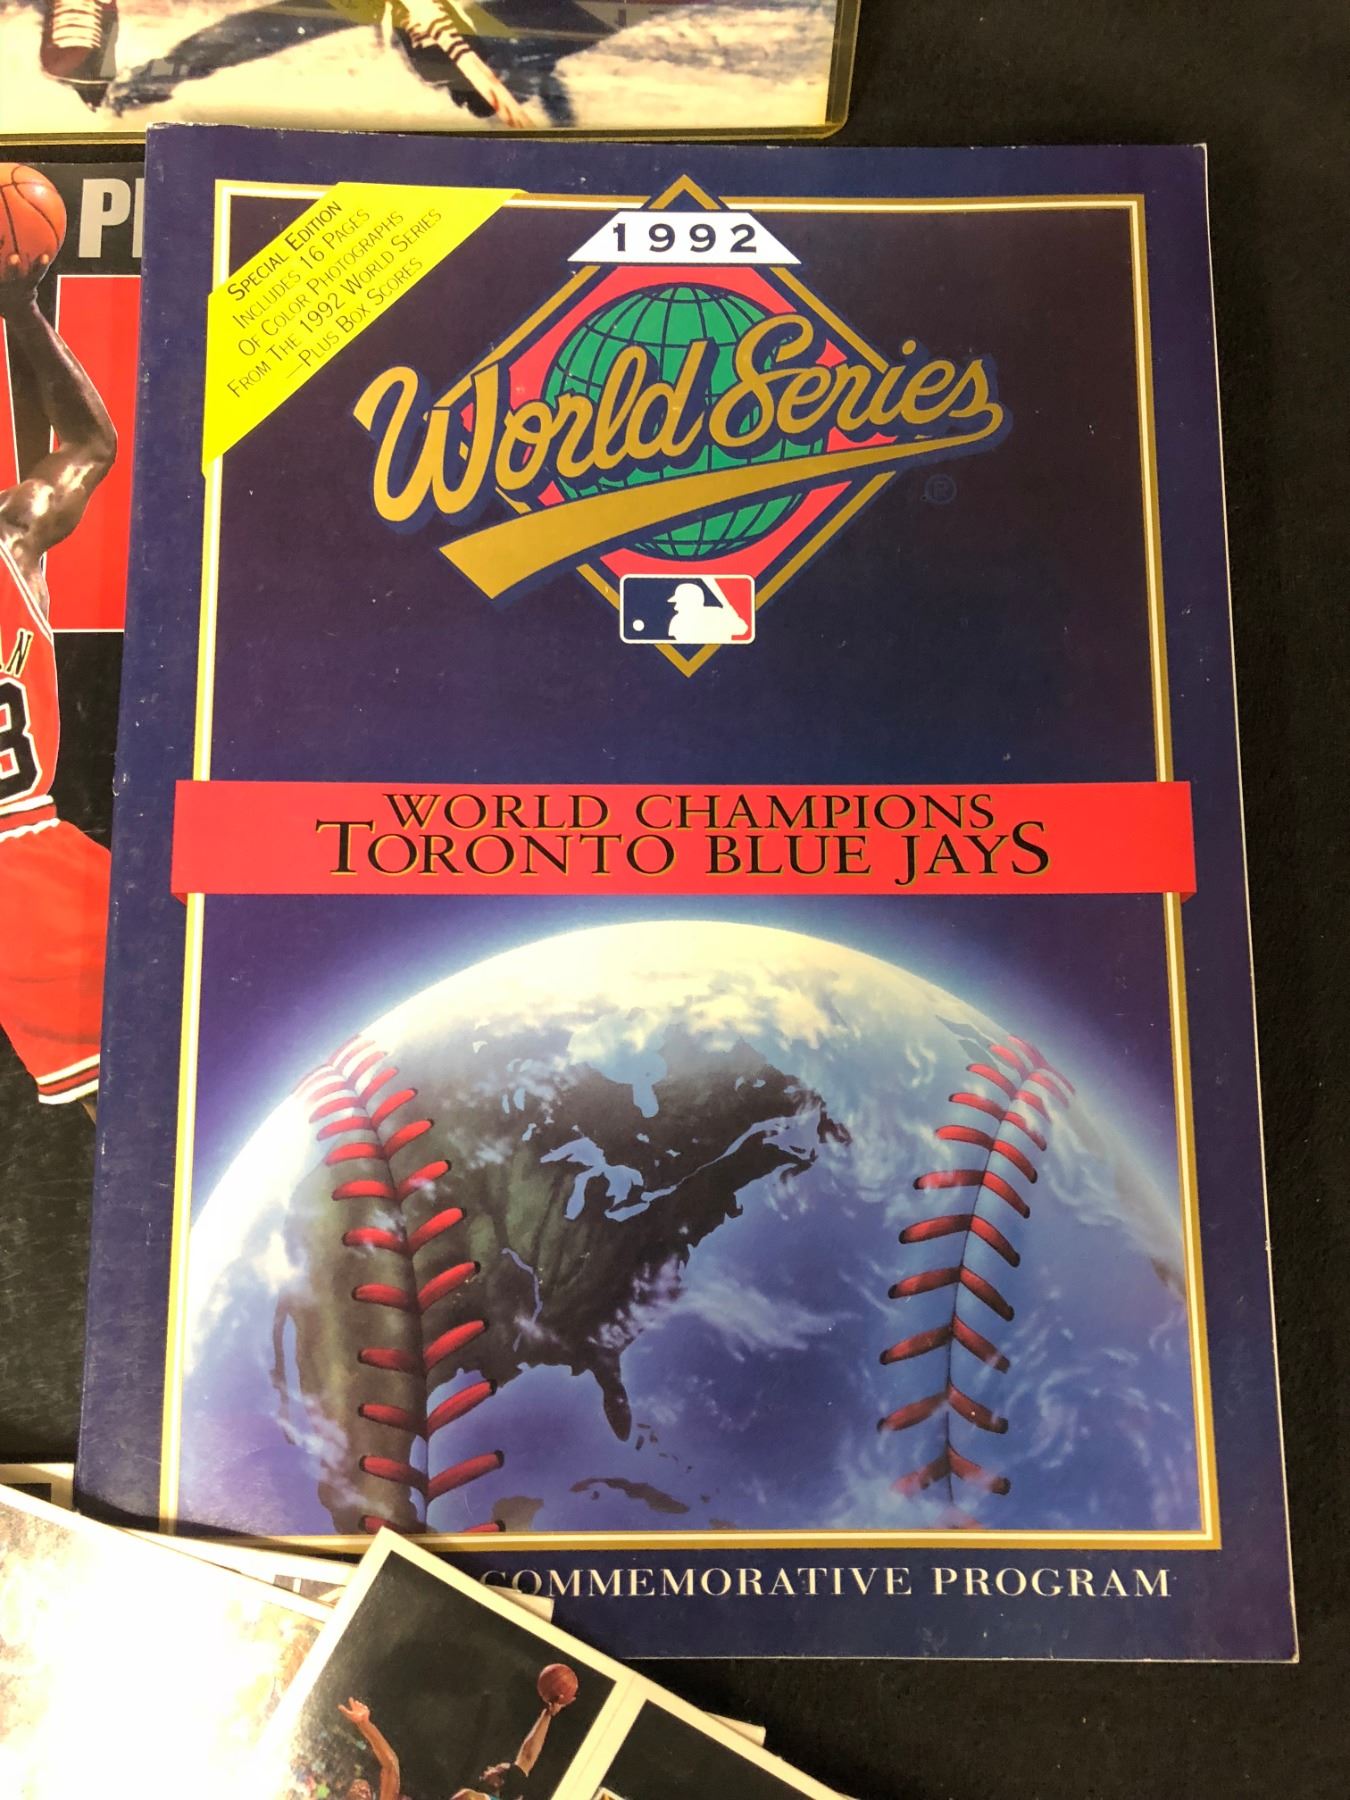 SPECIAL EDITION
INCLUDES 16 PAGES
OF COLOR PHOTOGRAPHS
FROM THE 1992 WORLD SERIES
—PLUS BOX SCORES
1992
World Series
®
WORLD CHAMPIONS
TORONTO BLUE JAYS
COMMEMORATIVE PROGRAM